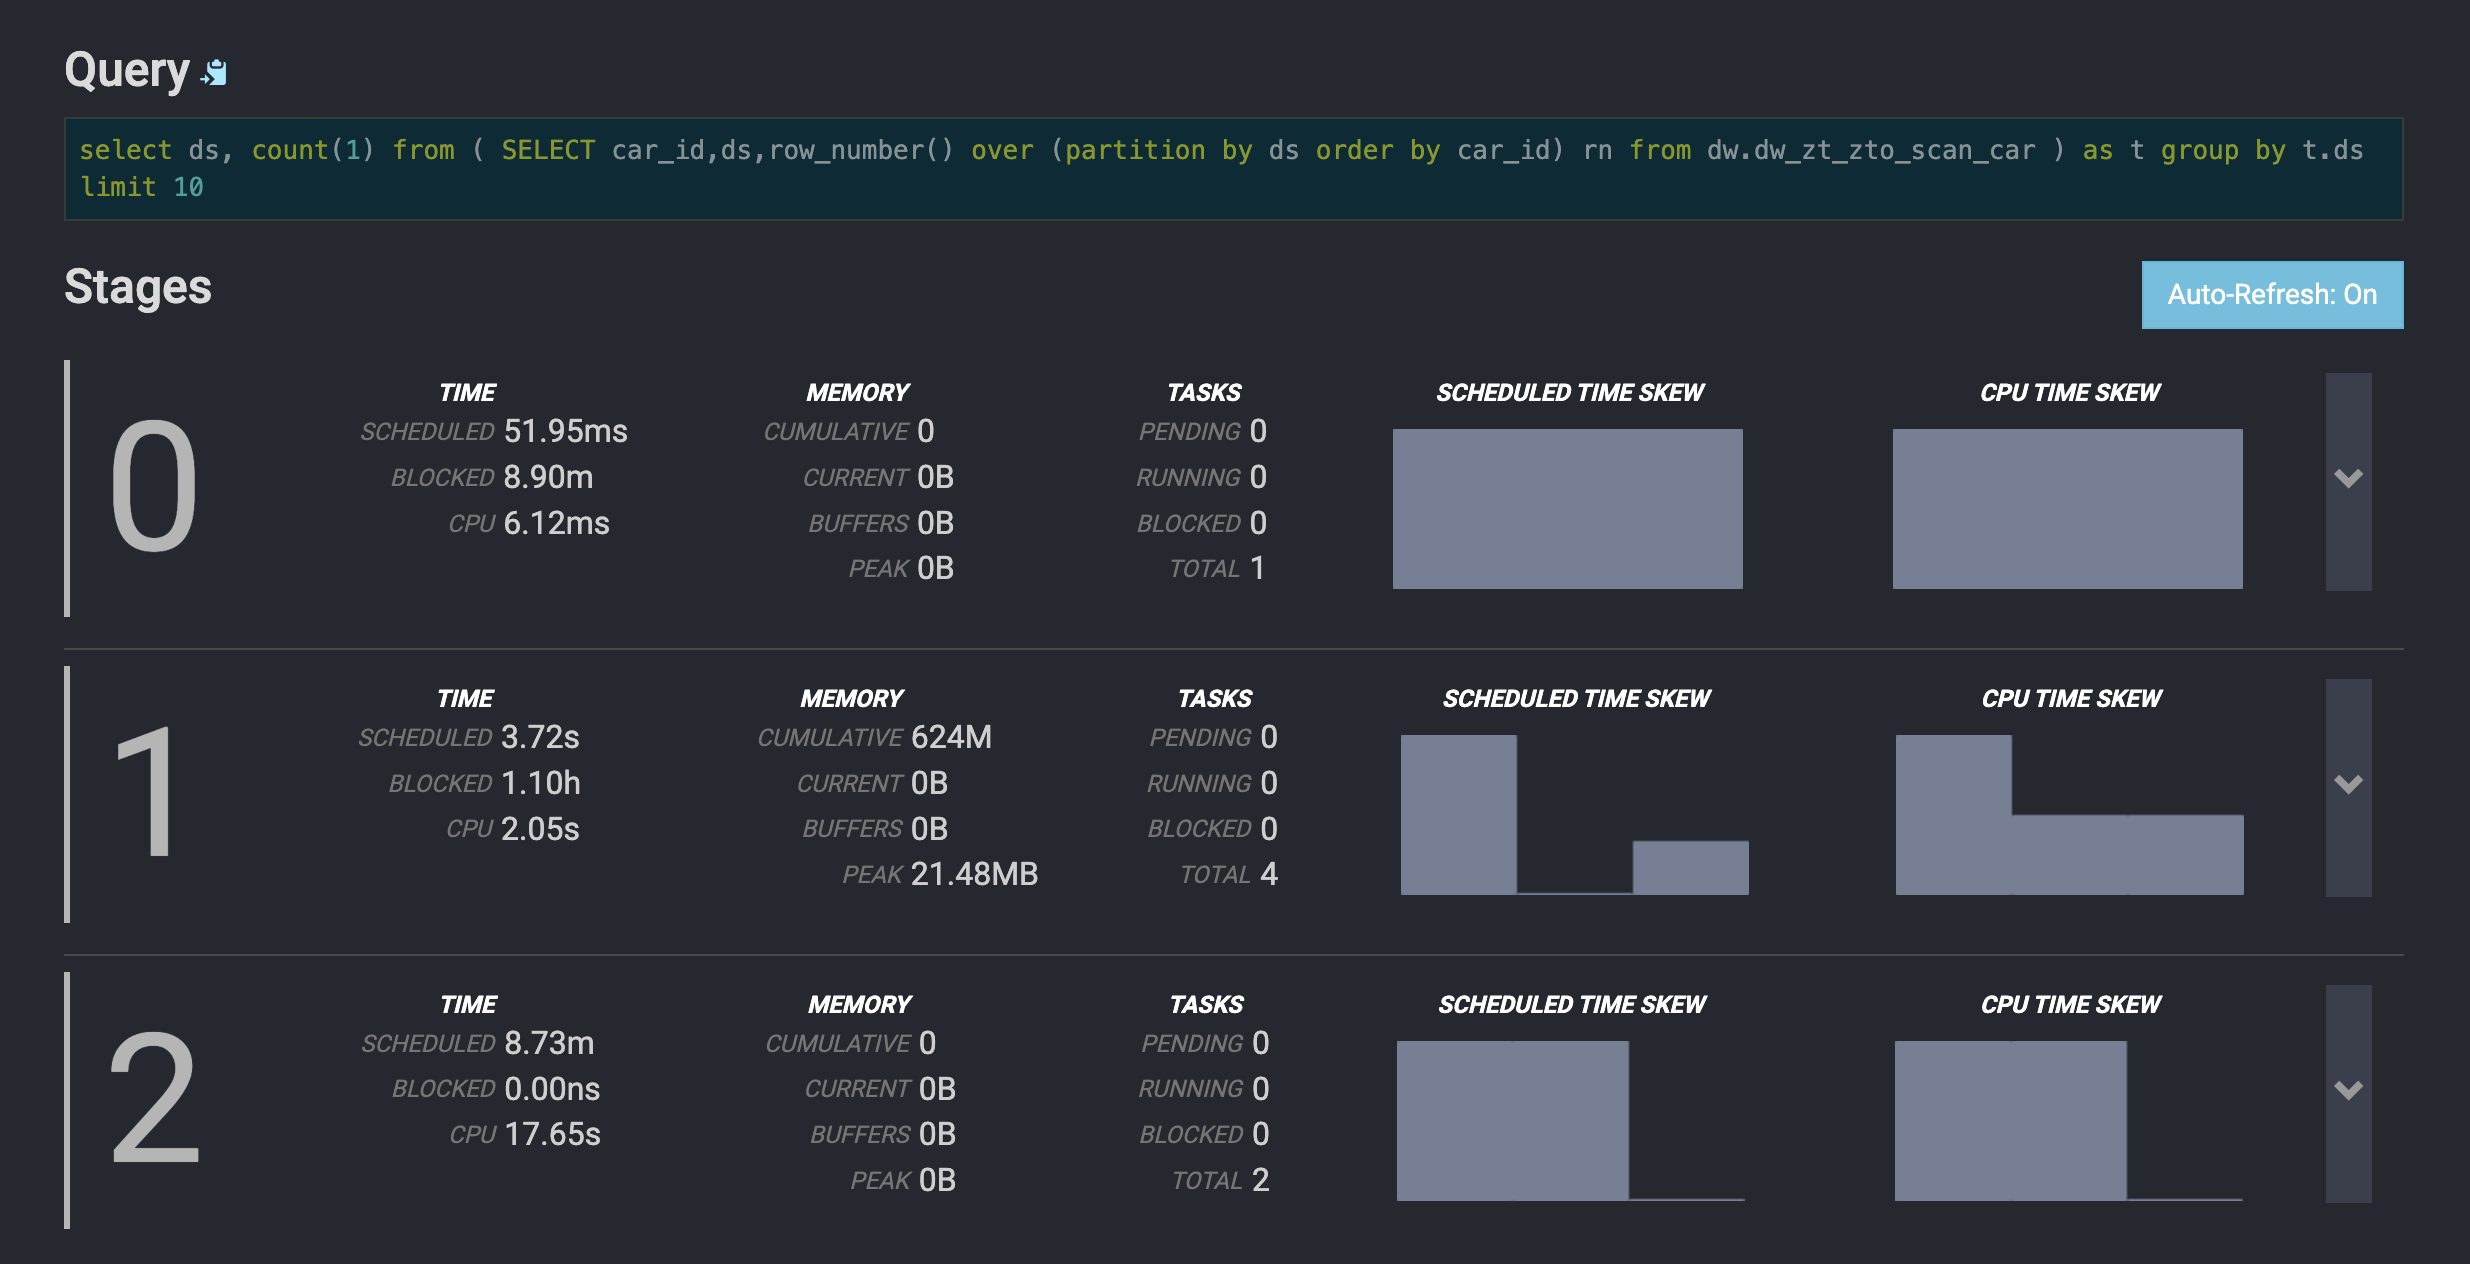 Query
select ds, count(1) from ( SELECT car_id,ds,row_number() over (partition by ds order by car_id) rn from dw.dw_zt_zto_scan_car ) as t group by t.ds
limit 10
Stages
Auto-Refresh: On
0
TIME
SCHEDULED 51.95ms
BLOCKED 8.90m
CPU 6.12ms
MEMORY
CUMULATIVE 0
CURRENT 0B
BUFFERS 0B
PEAK 0B
TASKS
PENDING 0
RUNNING 0
BLOCKED 0
TOTAL 1
SCHEDULED TIME SKEW
CPU TIME SKEW
1
TIME
SCHEDULED 3.72s
BLOCKED 1.10h
CPU 2.05s
MEMORY
CUMULATIVE 624M
CURRENT 0B
BUFFERS 0B
PEAK 21.48MB
TASKS
PENDING 0
RUNNING 0
BLOCKED 0
TOTAL 4
SCHEDULED TIME SKEW
CPU TIME SKEW
2
TIME
SCHEDULED 8.73m
BLOCKED 0.00ns
CPU 17.65s
MEMORY
CUMULATIVE 0
CURRENT 0B
BUFFERS 0B
PEAK 0B
TASKS
PENDING 0
RUNNING 0
BLOCKED 0
TOTAL 2
SCHEDULED TIME SKEW
CPU TIME SKEW